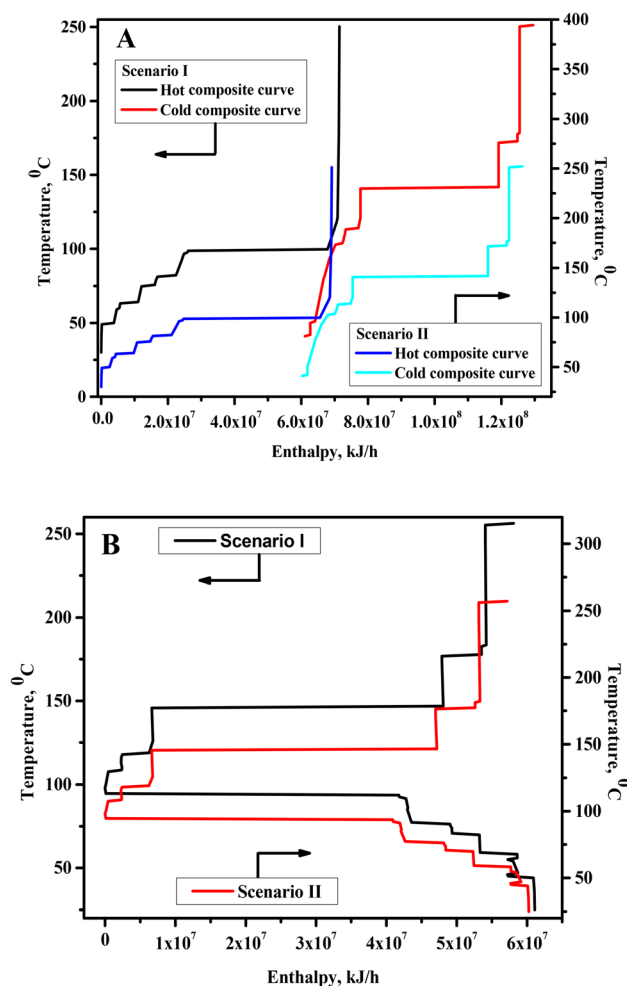 A
Scenario I
Hot composite curve
Cold composite curve
Scenario II
Hot composite curve
Cold composite curve
250
200
150
100
50
0
Temperature, ⁰C
400
350
300
250
200
150
100
50
Temperature, ⁰C
0.0 2.0x10⁷ 4.0x10⁷ 6.0x10⁷ 8.0x10⁷ 1.0x10⁸ 1.2x10⁸
Enthalpy, kJ/h
B
Scenario I
Scenario II
250
200
150
100
50
Temperature, ⁰C
300
250
200
150
100
50
Temperature, ⁰C
0 1x10⁷ 2x10⁷ 3x10⁷ 4x10⁷ 5x10⁷ 6x10⁷
Enthalpy, kJ/h